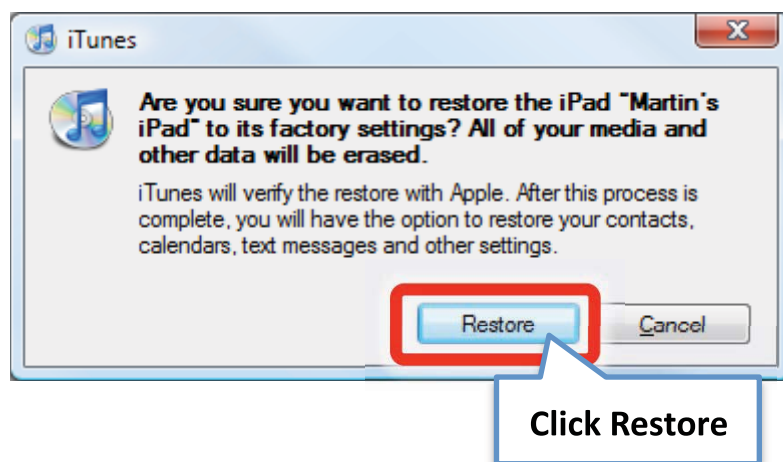 iTunes
Are you sure you want to restore the iPad "Martin's
iPad" to its factory settings? All of your media and
other data will be erased.
iTunes will verify the restore with Apple. After this process is
complete, you will have the option to restore your contacts,
calendars, text messages and other settings.
Restore
Cancel
Click Restore